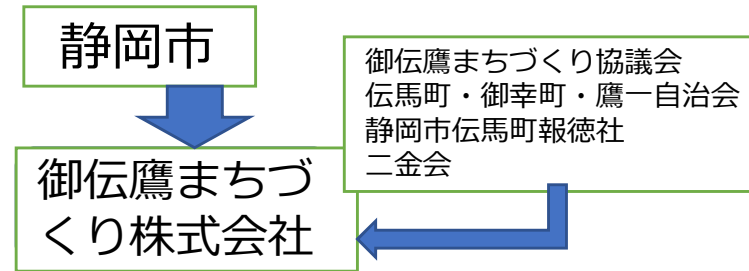 静岡市
御伝鷹まちづくり協議会
伝馬町・御幸町・鷹一自治会
静岡市伝馬町報徳社
二金会
御伝鷹まちづ
くり株式会社